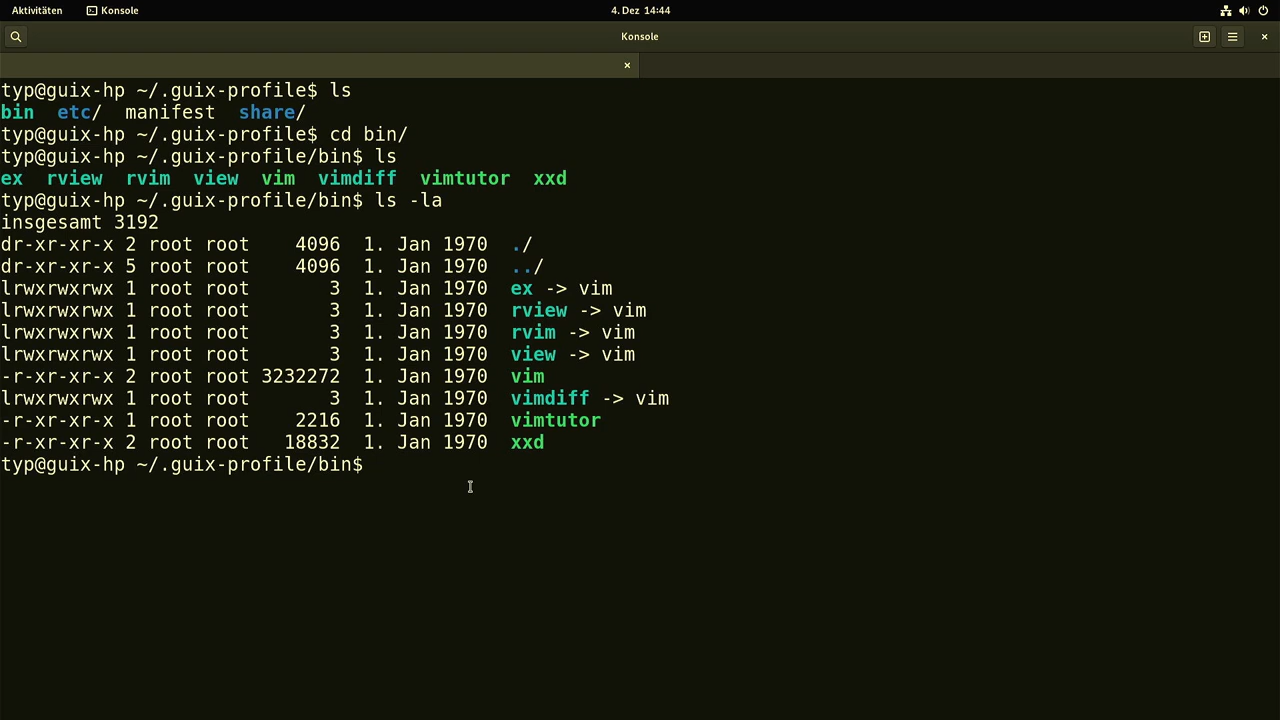 Aktivitäten Konsole 4. Dez 14:44
Konsole
typ@guix-hp ~/.guix-profile$ ls
bin etc/ manifest share/
typ@guix-hp ~/.guix-profile$ cd bin/
typ@guix-hp ~/.guix-profile/bin$ ls
ex rview rvim view vim vimdiff vimtutor xxd
typ@guix-hp ~/.guix-profile/bin$ ls -la
insgesamt 3192
dr-xr-xr-x 2 root root 4096 1. Jan 1970 ./
dr-xr-xr-x 5 root root 4096 1. Jan 1970 ../
lrwxrwxrwx 1 root root 3 1. Jan 1970 ex -> vim
lrwxrwxrwx 1 root root 3 1. Jan 1970 rview -> vim
lrwxrwxrwx 1 root root 3 1. Jan 1970 rvim -> vim
lrwxrwxrwx 1 root root 3 1. Jan 1970 view -> vim
-r-xr-xr-x 2 root root 3232272 1. Jan 1970 vim
lrwxrwxrwx 1 root root 3 1. Jan 1970 vimdiff -> vim
-r-xr-xr-x 1 root root 2216 1. Jan 1970 vimtutor
-r-xr-xr-x 2 root root 18832 1. Jan 1970 xxd
typ@guix-hp ~/.guix-profile/bin$